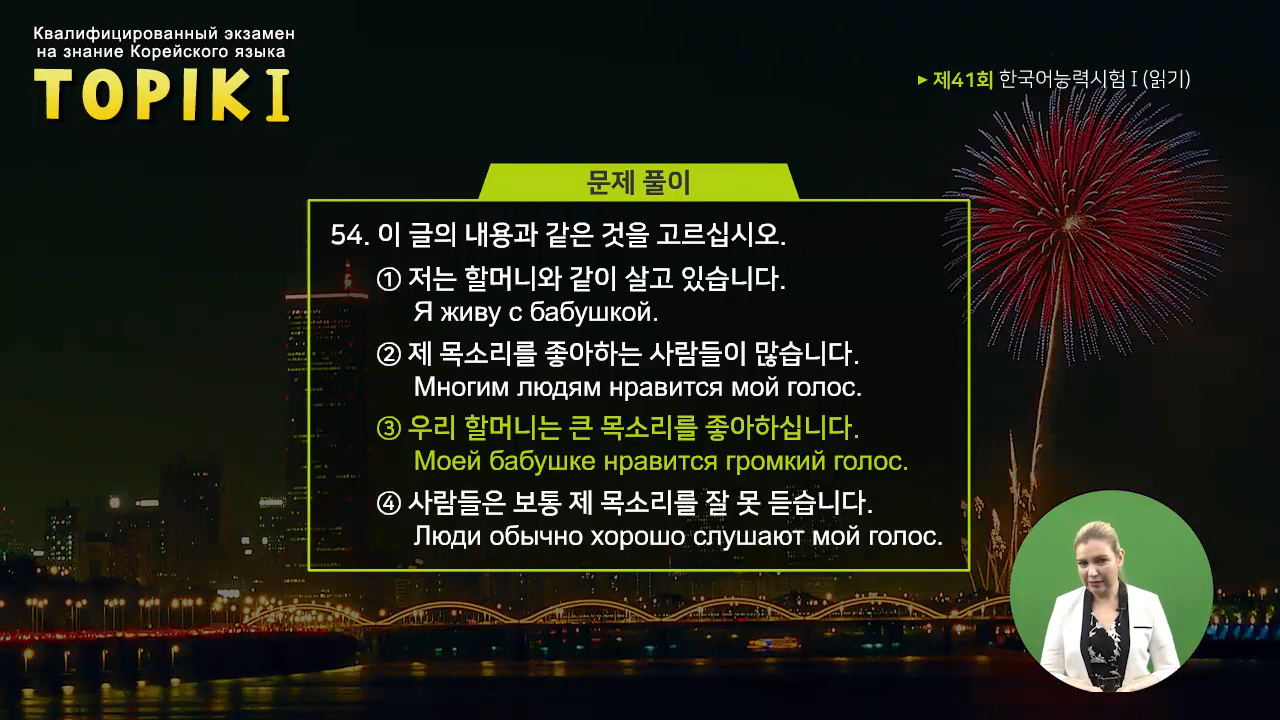 Квалифицированный экзамен
на знание Корейского языка
TOPIK I
▶ 제41회 한국어능력시험 I (읽기)
문제 풀이
54. 이 글의 내용과 같은 것을 고르십시오.
① 저는 할머니와 같이 살고 있습니다.
Я живу с бабушкой.
② 제 목소리를 좋아하는 사람들이 많습니다.
Многим людям нравится мой голос.
③ 우리 할머니는 큰 목소리를 좋아하십니다.
Моей бабушке нравится громкий голос.
④ 사람들은 보통 제 목소리를 잘 못 듣습니다.
Люди обычно хорошо слушают мой голос.